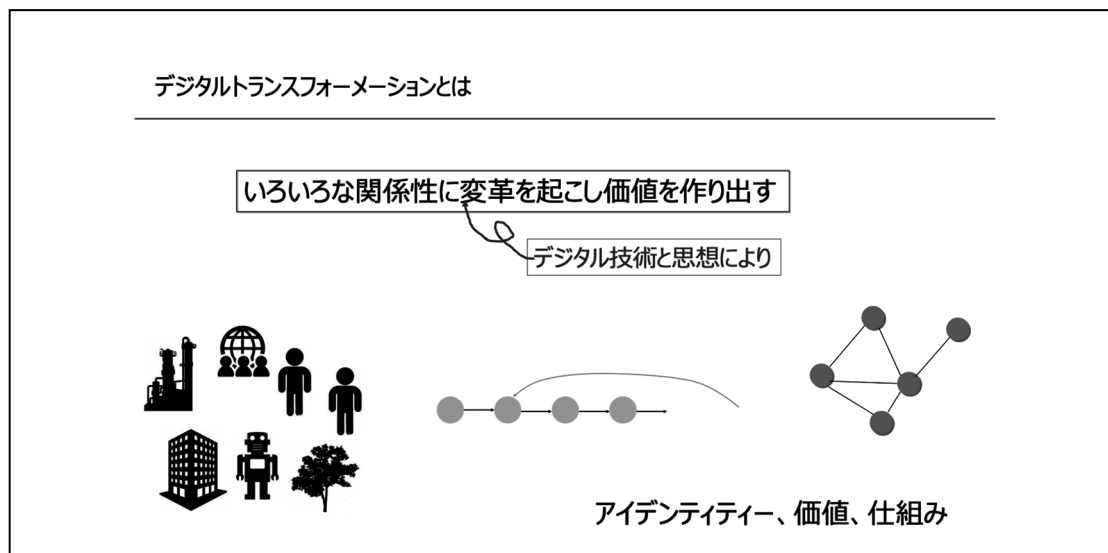 デジタルトランスフォーメーションとは
いろいろな関係性に変革を起こし価値を作り出す
デジタル技術と思想により
アイデンティティー、価値、仕組み